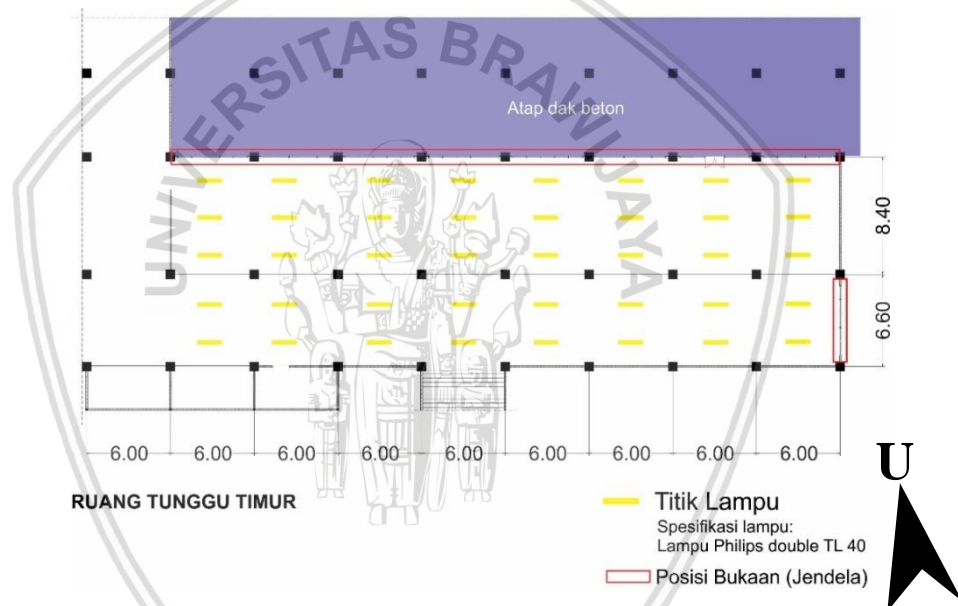 UNIVERSITAS BRAWIJAYA
Atap dak beton
8.40
6.60
6.00 6.00 6.00 6.00 6.00 6.00 6.00 6.00 6.00
U
RUANG TUNGGU TIMUR
Titik Lampu
Spesifikasi lampu:
Lampu Philips double TL 40
Posisi Bukaan (Jendela)